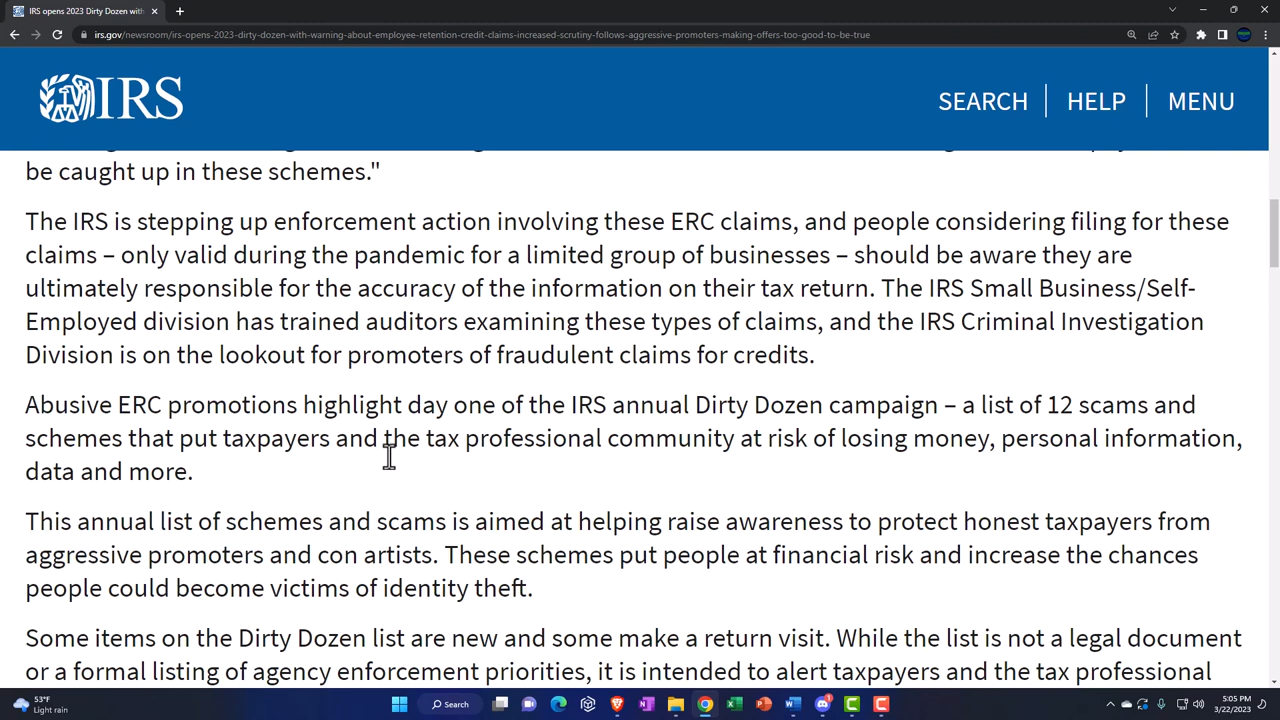 IRS opens 2023 Dirty Dozen with
irs.gov/newsroom/irs-opens-2023-dirty-dozen-with-warning-about-employee-retention-credit-claims-increased-scrutiny-follows-aggressive-promoters-making-offers-too-good-to-be-true
IRS
SEARCH
HELP
MENU
be caught up in these schemes."
The IRS is stepping up enforcement action involving these ERC claims, and people considering filing for these
claims – only valid during the pandemic for a limited group of businesses – should be aware they are
ultimately responsible for the accuracy of the information on their tax return. The IRS Small Business/Self-
Employed division has trained auditors examining these types of claims, and the IRS Criminal Investigation
Division is on the lookout for promoters of fraudulent claims for credits.
Abusive ERC promotions highlight day one of the IRS annual Dirty Dozen campaign – a list of 12 scams and
schemes that put taxpayers and the tax professional community at risk of losing money, personal information,
data and more.
This annual list of schemes and scams is aimed at helping raise awareness to protect honest taxpayers from
aggressive promoters and con artists. These schemes put people at financial risk and increase the chances
people could become victims of identity theft.
Some items on the Dirty Dozen list are new and some make a return visit. While the list is not a legal document
or a formal listing of agency enforcement priorities, it is intended to alert taxpayers and the tax professional
53°F
Light rain
Search
5:05 PM
3/22/2023